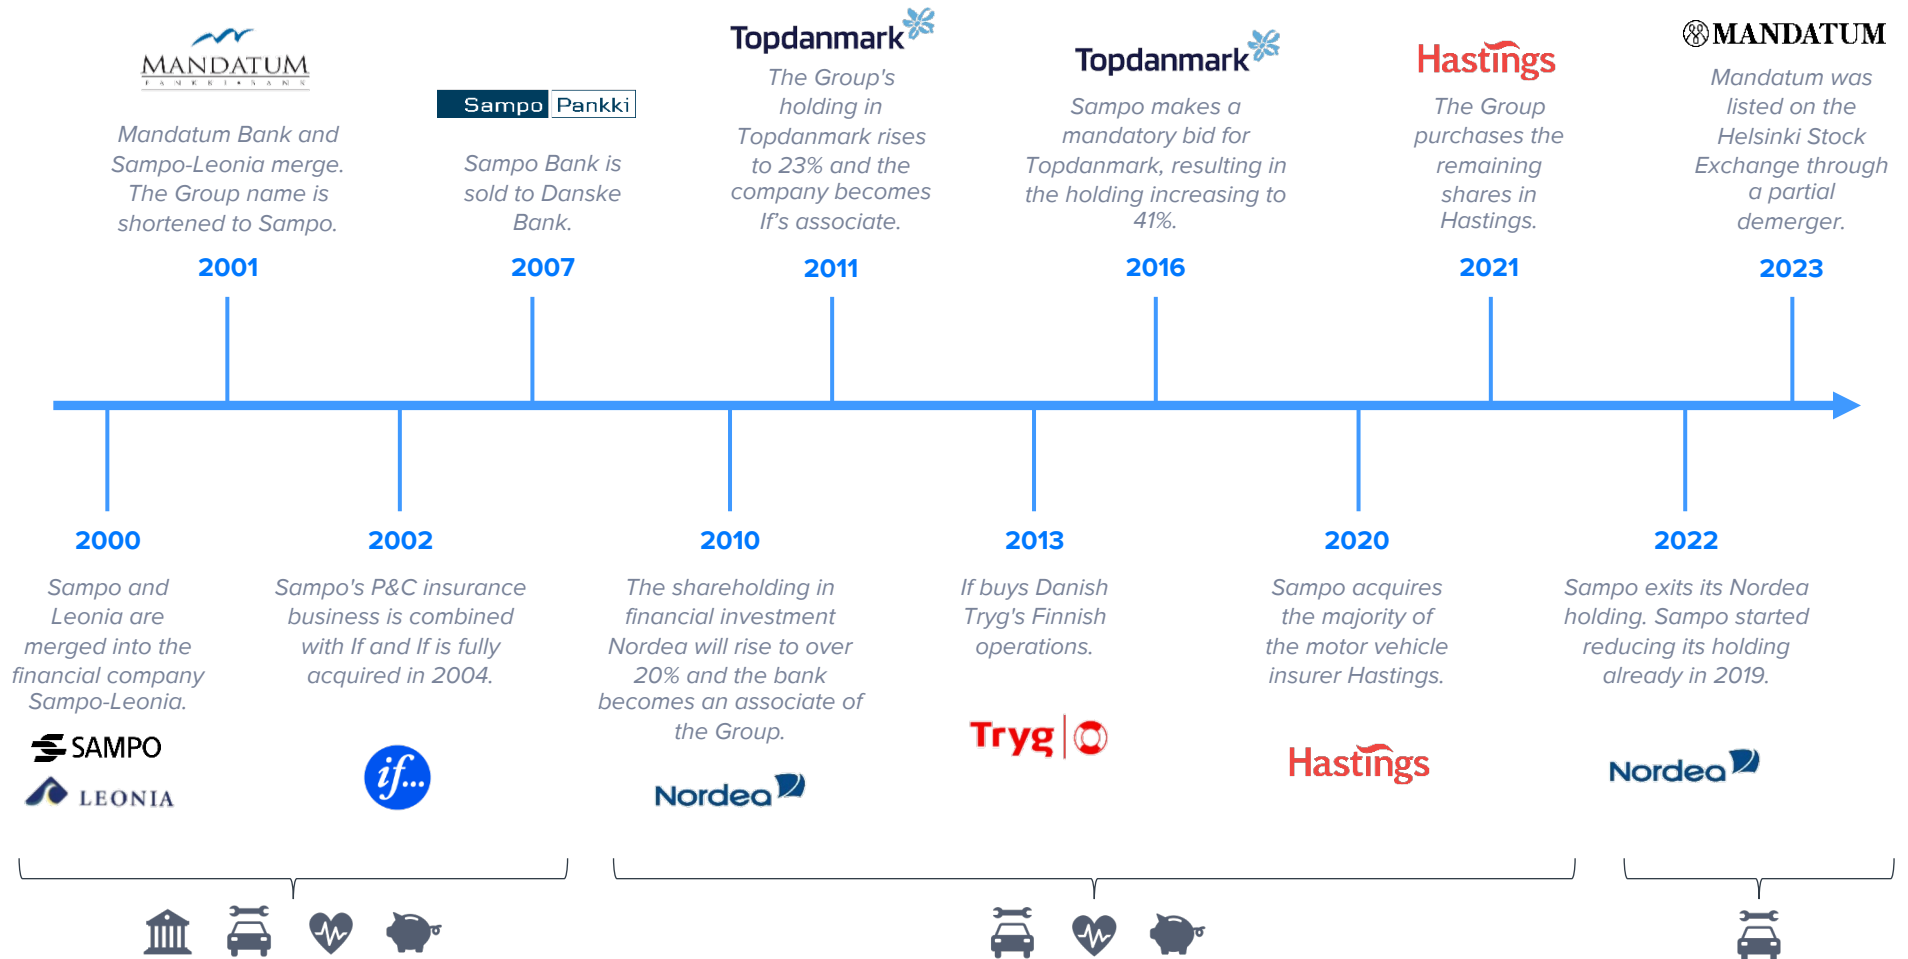 MANDATUM
PANKKI • BANK
Mandatum Bank and
Sampo-Leonia merge.
The Group name is
shortened to Sampo.
2001
Sampo Pankki
Sampo Bank is
sold to Danske
Bank.
2007
Topdanmark
The Group's
holding in
Topdanmark rises
to 23% and the
company becomes
If’s associate.
2011
Topdanmark
Sampo makes a
mandatory bid for
Topdanmark, resulting in
the holding increasing to
41%.
2016
Hastings
The Group
purchases the
remaining
shares in
Hastings.
2021
MANDATUM
Mandatum was
listed on the
Helsinki Stock
Exchange through
a partial
demerger.
2023
2000
Sampo and
Leonia are
merged into the
financial company
Sampo-Leonia.
SAMPO
LEONIA
2002
Sampo's P&C insurance
business is combined
with If and If is fully
acquired in 2004.
if...
2010
The shareholding in
financial investment
Nordea will rise to over
20% and the bank
becomes an associate of
the Group.
Nordea
2013
If buys Danish
Tryg's Finnish
operations.
Tryg
2020
Sampo acquires
the majority of
the motor vehicle
insurer Hastings.
Hastings
2022
Sampo exits its Nordea
holding. Sampo started
reducing its holding
already in 2019.
Nordea